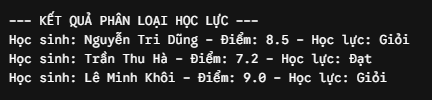 --- KẾT QUẢ PHÂN LOẠI HỌC LỰC ---
Học sinh: Nguyễn Tri Dũng - Điểm: 8.5 - Học lực: Giỏi
Học sinh: Trần Thu Hà - Điểm: 7.2 - Học lực: Đạt
Học sinh: Lê Minh Khôi - Điểm: 9.0 - Học lực: Giỏi